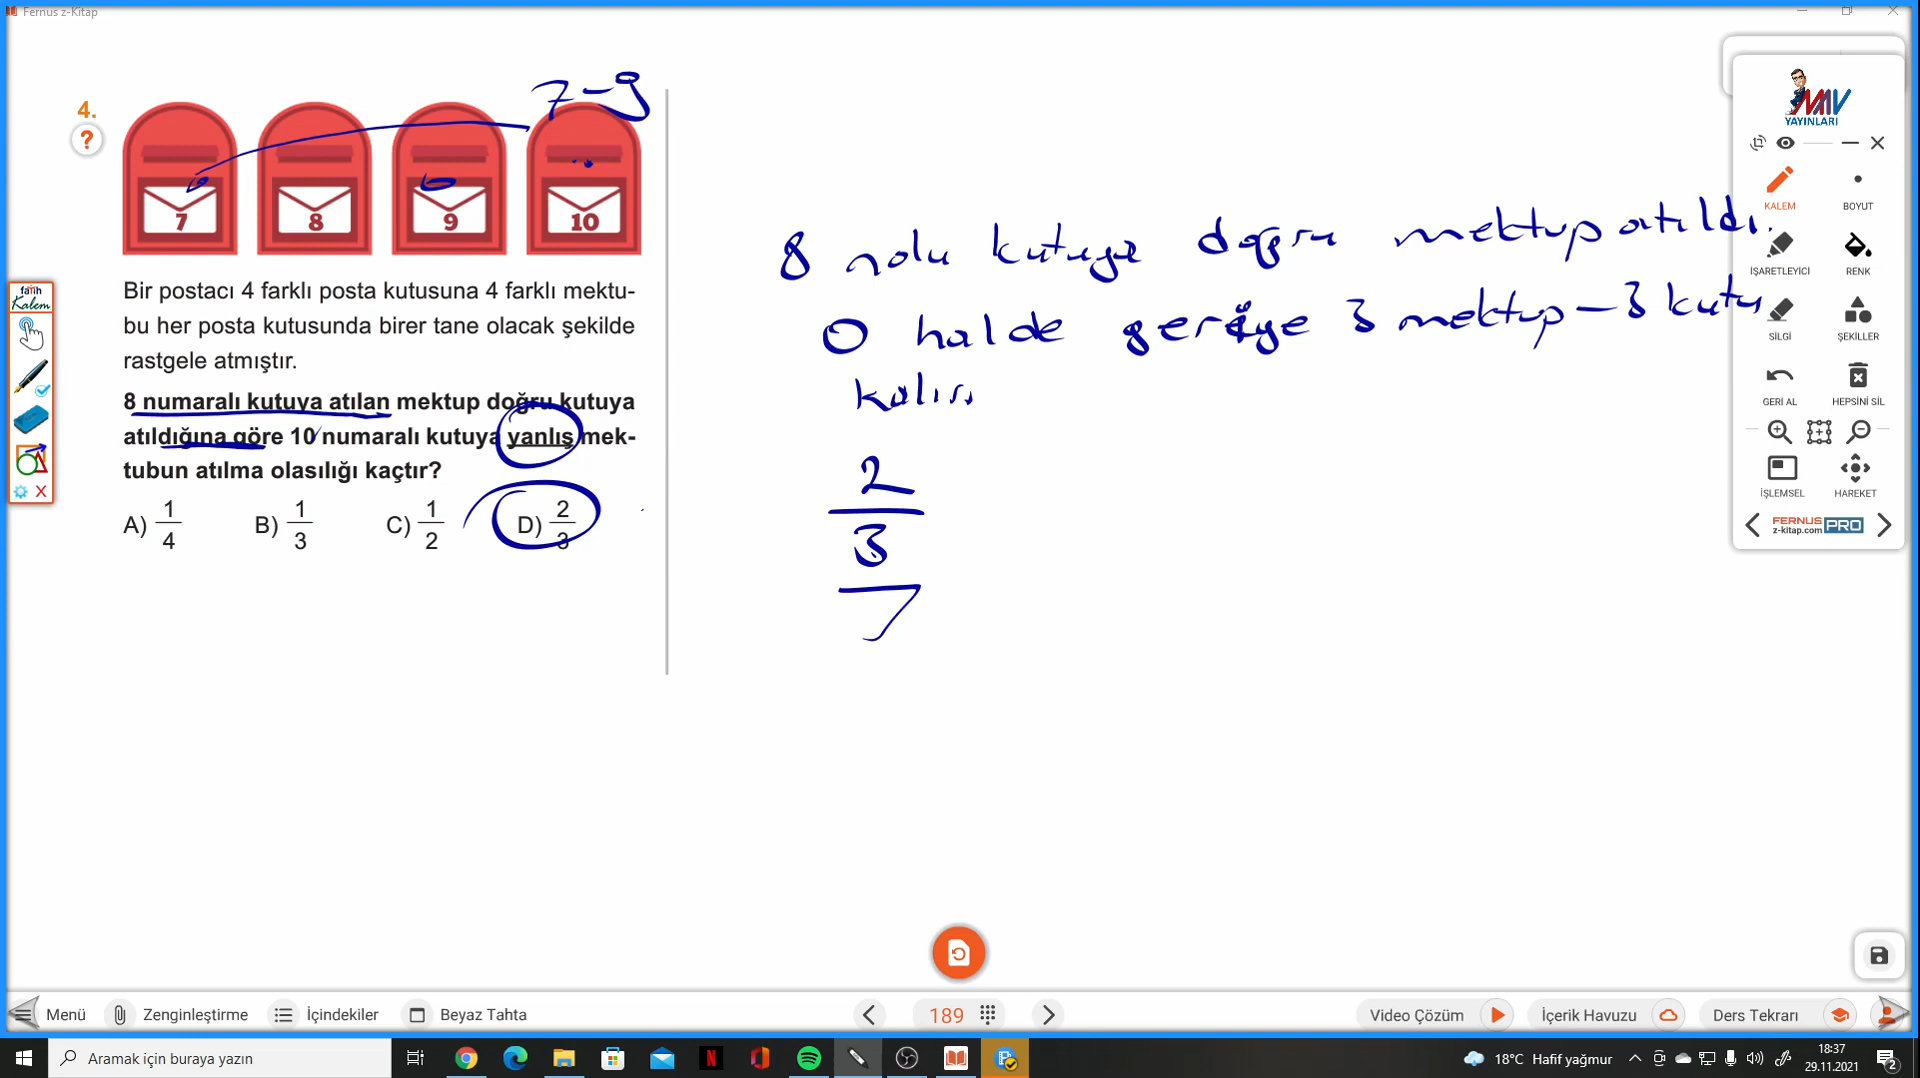 Fernus z-Kitap
7-9
4.
?
7 8 9 10
Bir postacı 4 farklı posta kutusuna 4 farklı mektu-
bu her posta kutusunda birer tane olacak şekilde
rastgele atmıştır.
8 numaralı kutuya atılan mektup doğru kutuya
atıldığına göre 10 numaralı kutuya yanlış mek-
tubun atılma olasılığı kaçtır?
A) 1/4 B) 1/3 C) 1/2 D) 2/3
8 nolu kutuya doğru mektup atıldı.
O halde geriye 3 mektup - 3 kutu
kalır.
2
3
fatih
Kalem
MAV
YAYINLARI
KALEM BOYUT
İŞARETLEYİCİ RENK
SİLGİ ŞEKİLLER
GERİ AL HEPSİNİ SİL
İŞLEMSEL HAREKET
FERNUS
z-kitap.com PRO
Menü Zenginleştirme İçindekiler Beyaz Tahta 189 Video Çözüm İçerik Havuzu Ders Tekrarı
Aramak için buraya yazın
18°C Hafif yağmur
18:37
29.11.2021
2